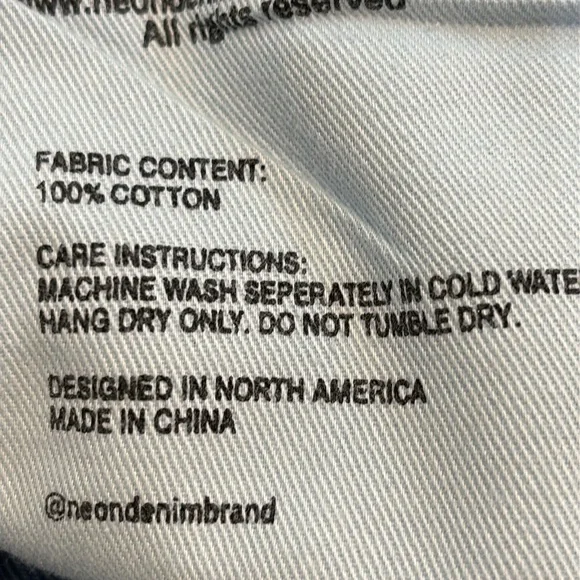 All rights reserved
FABRIC CONTENT:
100% COTTON
CARE INSTRUCTIONS:
MACHINE WASH SEPERATELY IN COLD WATE
HANG DRY ONLY. DO NOT TUMBLE DRY.
DESIGNED IN NORTH AMERICA
MADE IN CHINA
@neondenimbrand